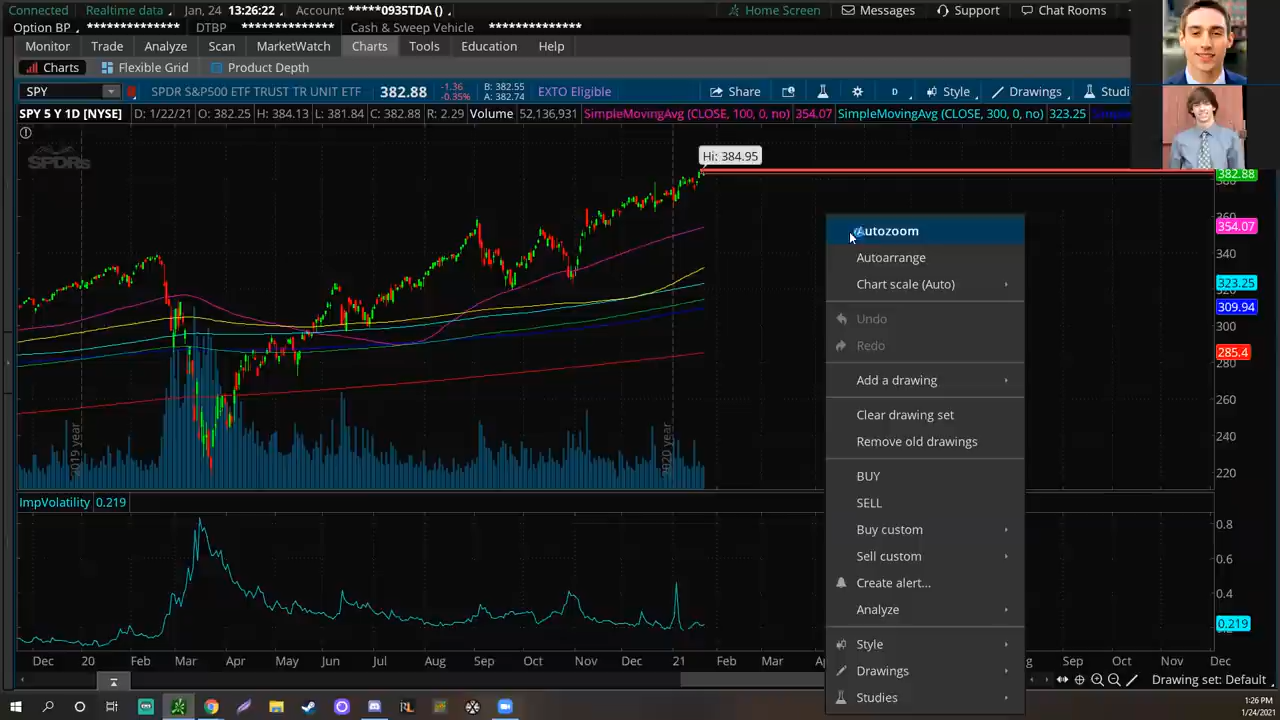 Connected Realtime data Jan, 24 13:26:22 Account: *****0935TDA () Home Screen Messages Support Chat Rooms
Option BP ************** DTBP ************** Cash & Sweep Vehicle **************
Monitor Trade Analyze Scan MarketWatch Charts Tools Education Help
Charts Flexible Grid Product Depth
SPY SPDR S&P500 ETF TRUST TR UNIT ETF 382.88 -1.36 -0.35% B: 382.55 A: 382.74 EXTO Eligible Share D Style Drawings Studi
SPY 5 Y 1D [NYSE] D: 1/22/21 O: 382.25 H: 384.13 L: 381.84 C: 382.88 R: 2.29 Volume 52,136,931 SimpleMovingAvg (CLOSE, 100, 0, no) 354.07 SimpleMovingAvg (CLOSE, 300, 0, no) 323.25
SPDRs
Hi: 384.95
382.88
380
360
354.07
340
323.25
309.94
300
285.4
280
260
240
220
2019 year
2020 year
Autozoom
Autoarrange
Chart scale (Auto)
Undo
Redo
Add a drawing
Clear drawing set
Remove old drawings
BUY
SELL
Buy custom
Sell custom
Create alert...
Analyze
Style
Drawings
Studies
ImpVolatility 0.219
0.8
0.6
0.4
0.219
Dec 20 Feb Mar Apr May Jun Jul Aug Sep Oct Nov Dec 21 Feb Mar Sep Oct Nov Dec
Drawing set: Default
1:26 PM
1/24/2021